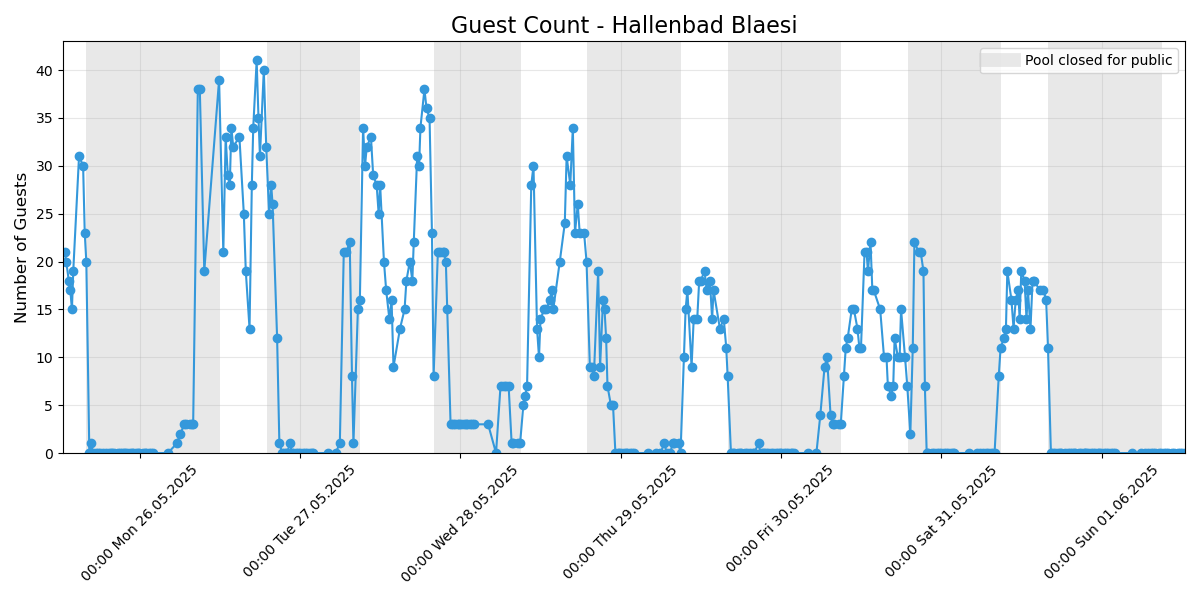 Guest Count - Hallenbad Blaesi
Pool closed for public
Number of Guests
40
35
30
25
20
15
10
5
0
00:00 Mon 26.05.2025
00:00 Tue 27.05.2025
00:00 Wed 28.05.2025
00:00 Thu 29.05.2025
00:00 Fri 30.05.2025
00:00 Sat 31.05.2025
00:00 Sun 01.06.2025